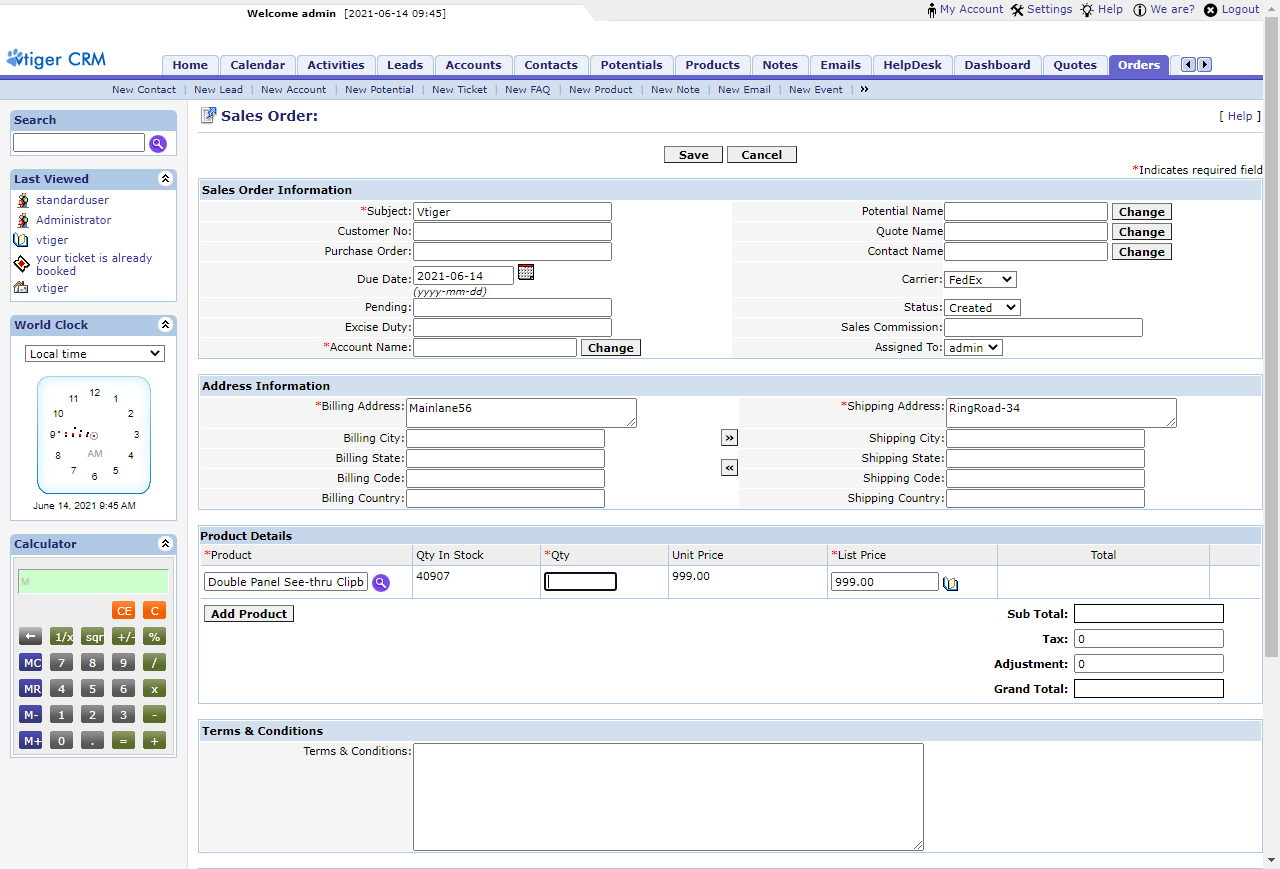 Welcome admin [2021-06-14 09:45]
My Account Settings Help We are? Logout
vtiger CRM
Home Calendar Activities Leads Accounts Contacts Potentials Products Notes Emails HelpDesk Dashboard Quotes Orders
New Contact | New Lead | New Account | New Potential | New Ticket | New FAQ | New Product | New Note | New Email | New Event | »
Search
Last Viewed
standarduser
Administrator
vtiger
your ticket is already
booked
vtiger
World Clock
Local time
12
11 1
10 2
9 3
8 AM 4
7 5
6
June 14, 2021 9:45 AM
Calculator
M
CE C
← 1/x sqr +/- %
MC 7 8 9 /
MR 4 5 6 x
M- 1 2 3 -
M+ 0 . = +
Sales Order:
[ Help ]
Save Cancel
*Indicates required field
Sales Order Information
*Subject: Vtiger Potential Name Change
Customer No: Quote Name Change
Purchase Order: Contact Name Change
Due Date: 2021-06-14 Carrier: FedEx
(yyyy-mm-dd)
Pending: Status: Created
Excise Duty: Sales Commission:
*Account Name: Change Assigned To: admin
Address Information
*Billing Address: Mainlane56 *Shipping Address: RingRoad-34
Billing City: » Shipping City:
Billing State: Shipping State:
« 
Billing Code: Shipping Code:
Billing Country: Shipping Country:
Product Details
*Product Qty In Stock *Qty Unit Price *List Price Total
Double Panel See-thru Clipb 40907 999.00 999.00
Add Product
Sub Total:
Tax: 0
Adjustment: 0
Grand Total:
Terms & Conditions
Terms & Conditions: